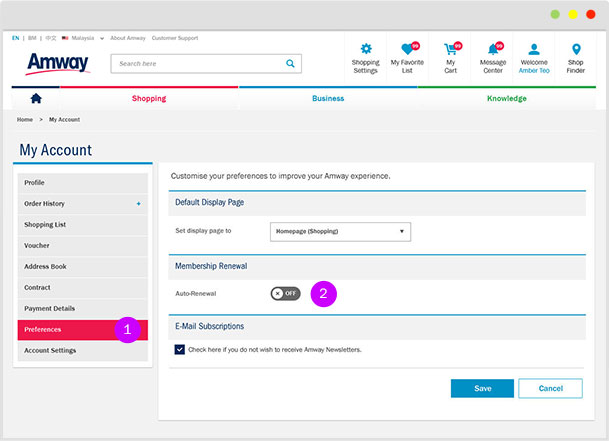 EN | BM | 中文 Malaysia About Amway Customer Support
Amway
Search here
Shopping Settings
99
My Favorite List
99
My Cart
99
Message Center
Welcome Amber Teo
Shop Finder
Shopping Business Knowledge
Home > My Account
My Account
Profile
Order History +
Shopping List
Voucher
Address Book
Contract
Payment Details
Preferences 1
Account Settings
Customise your preferences to improve your Amway experience.
Default Display Page
Set display page to Homepage (Shopping)
Membership Renewal
Auto-Renewal OFF 2
E-Mail Subscriptions
Check here if you do not wish to receive Amway Newsletters.
Save Cancel